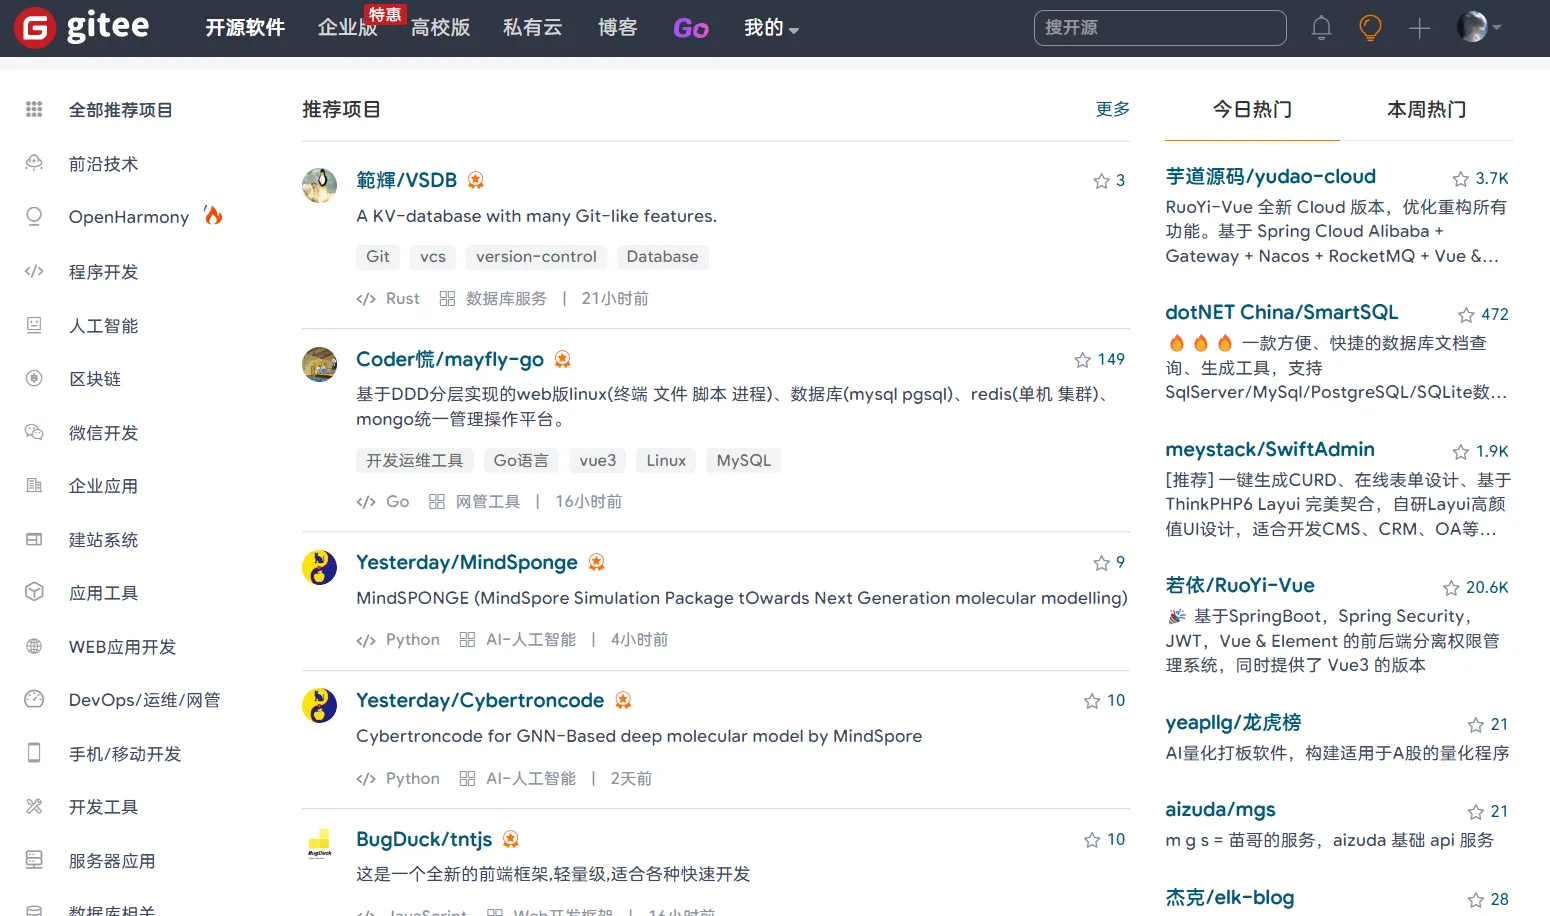 gitee
开源软件
企业版
特惠
高校版
私有云
博客
Go
我的
搜开源
全部推荐项目
前沿技术
OpenHarmony
程序开发
人工智能
区块链
微信开发
企业应用
建站系统
应用工具
WEB应用开发
DevOps/运维/网管
手机/移动开发
开发工具
服务器应用
数据库相关
推荐项目
更多
範輝/VSDB
3
A KV-database with many Git-like features.
Git vcs version-control Database
Rust 数据库服务 | 21小时前
Coder慌/mayfly-go
149
基于DDD分层实现的web版linux(终端 文件 脚本 进程)、数据库(mysql pgsql)、redis(单机 集群)、
mongo统一管理操作平台。
开发运维工具 Go语言 vue3 Linux MySQL
Go 网管工具 | 16小时前
Yesterday/MindSponge
9
MindSPONGE (MindSpore Simulation Package tOwards Next Generation molecular modelling)
Python AI-人工智能 | 4小时前
Yesterday/Cybertroncode
10
Cybertroncode for GNN-Based deep molecular model by MindSpore
Python AI-人工智能 | 2天前
BugDuck
BugDuck/tntjs
10
这是一个全新的前端框架,轻量级,适合各种快速开发
JavaScript Web开发框架 | 16小时前
今日热门
本周热门
芋道源码/yudao-cloud
3.7K
RuoYi-Vue 全新 Cloud 版本，优化重构所有
功能。基于 Spring Cloud Alibaba +
Gateway + Nacos + RocketMQ + Vue &...
dotNET China/SmartSQL
472
🔥 🔥 🔥 一款方便、快捷的数据库文档查
询、生成工具，支持
SqlServer/MySql/PostgreSQL/SQLite数...
meystack/SwiftAdmin
1.9K
[推荐] 一键生成CURD、在线表单设计、基于
ThinkPHP6 Layui 完美契合，自研Layui高颜
值UI设计，适合开发CMS、CRM、OA等...
若依/RuoYi-Vue
20.6K
🎉 基于SpringBoot，Spring Security，
JWT，Vue & Element 的前后端分离权限管
理系统，同时提供了 Vue3 的版本
yeapllg/龙虎榜
21
AI量化打板软件，构建适用于A股的量化程序
aizuda/mgs
21
m g s = 苗哥的服务，aizuda 基础 api 服务
杰克/elk-blog
28